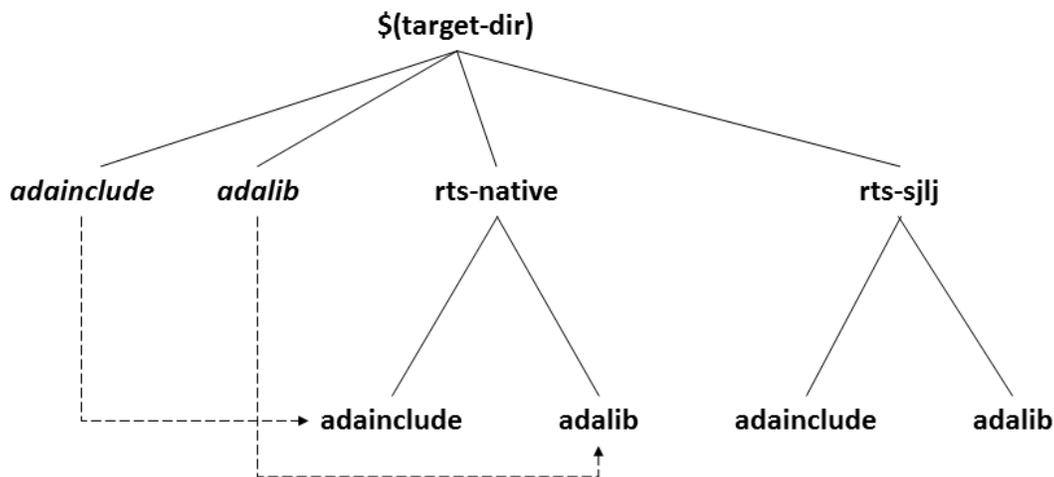 $(target-dir)
adainclude adalib rts-native rts-sjlj
adainclude adalib adainclude adalib